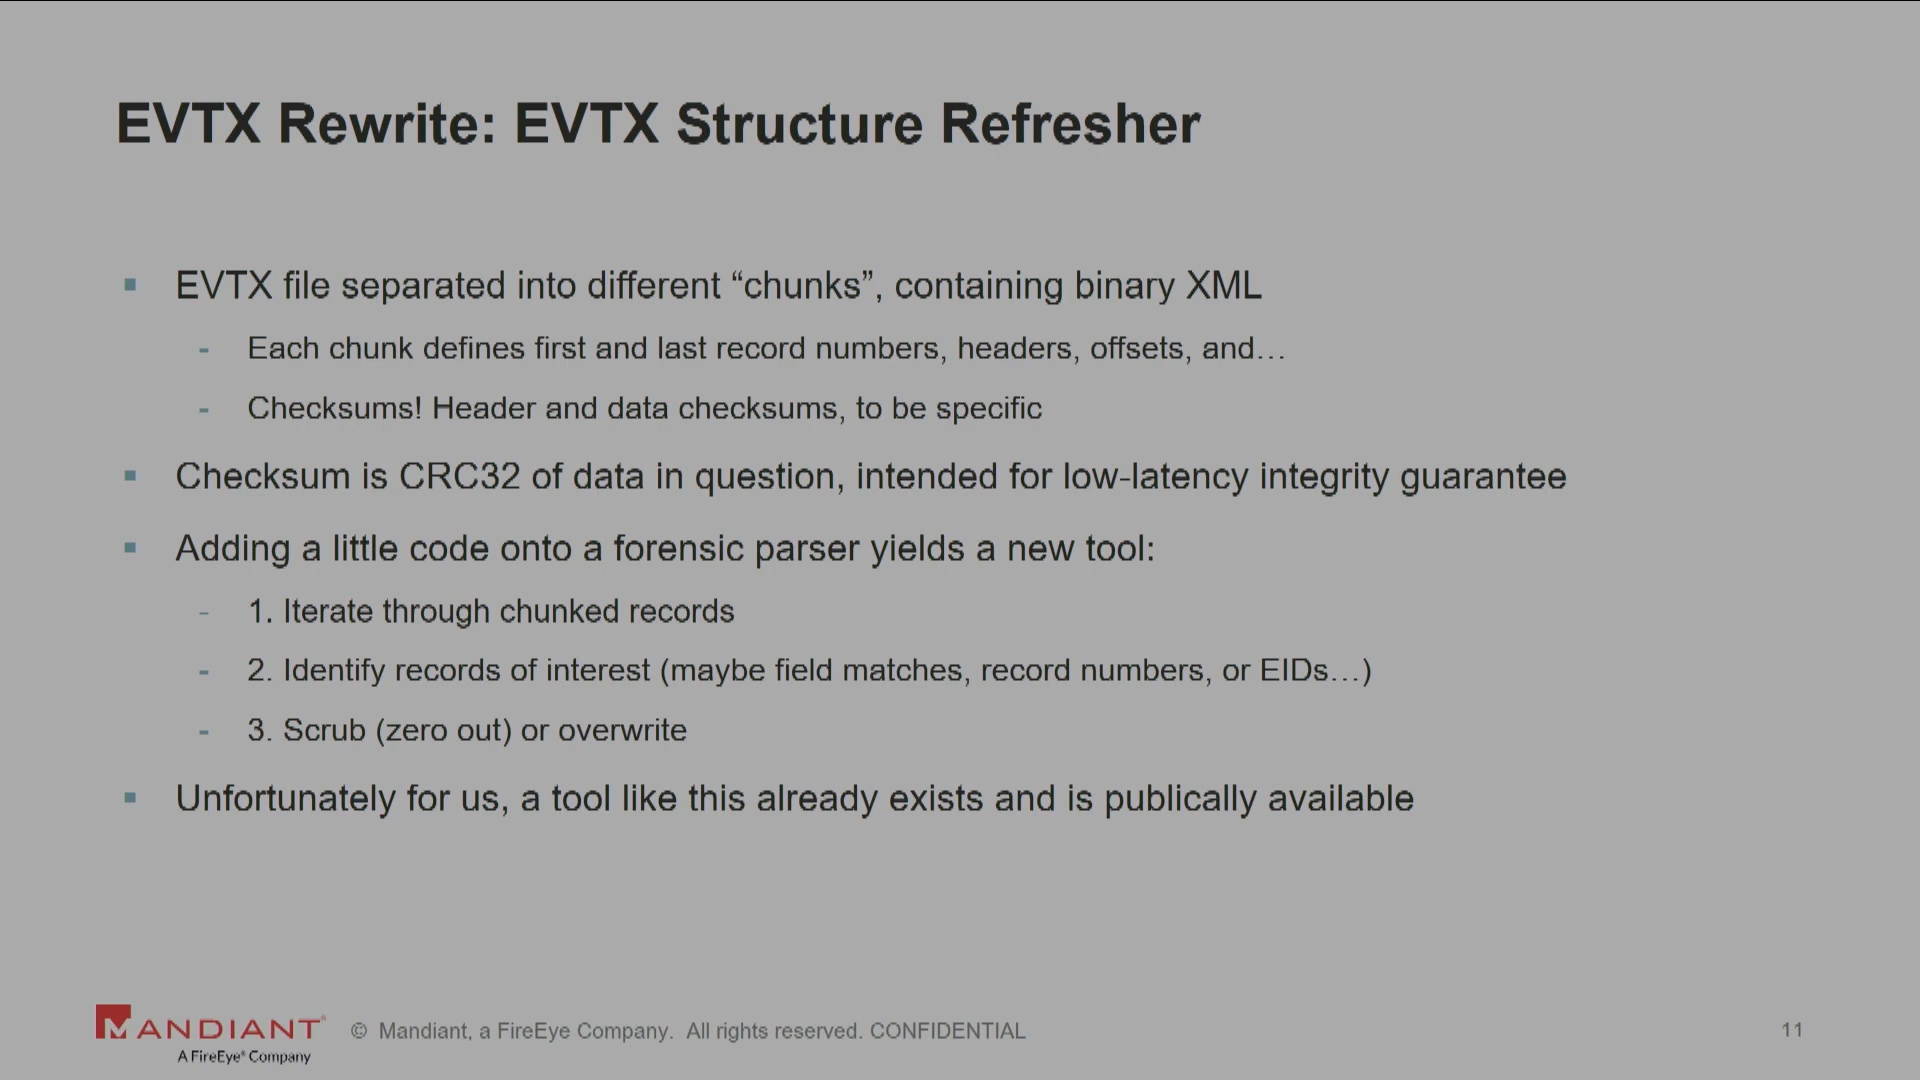 EVTX Rewrite: EVTX Structure Refresher
▪ EVTX file separated into different “chunks”, containing binary XML
- Each chunk defines first and last record numbers, headers, offsets, and…
- Checksums! Header and data checksums, to be specific
▪ Checksum is CRC32 of data in question, intended for low-latency integrity guarantee
▪ Adding a little code onto a forensic parser yields a new tool:
- 1. Iterate through chunked records
- 2. Identify records of interest (maybe field matches, record numbers, or EIDs…)
- 3. Scrub (zero out) or overwrite
▪ Unfortunately for us, a tool like this already exists and is publically available
MANDIANT®
A FireEye® Company
© Mandiant, a FireEye Company. All rights reserved. CONFIDENTIAL
11